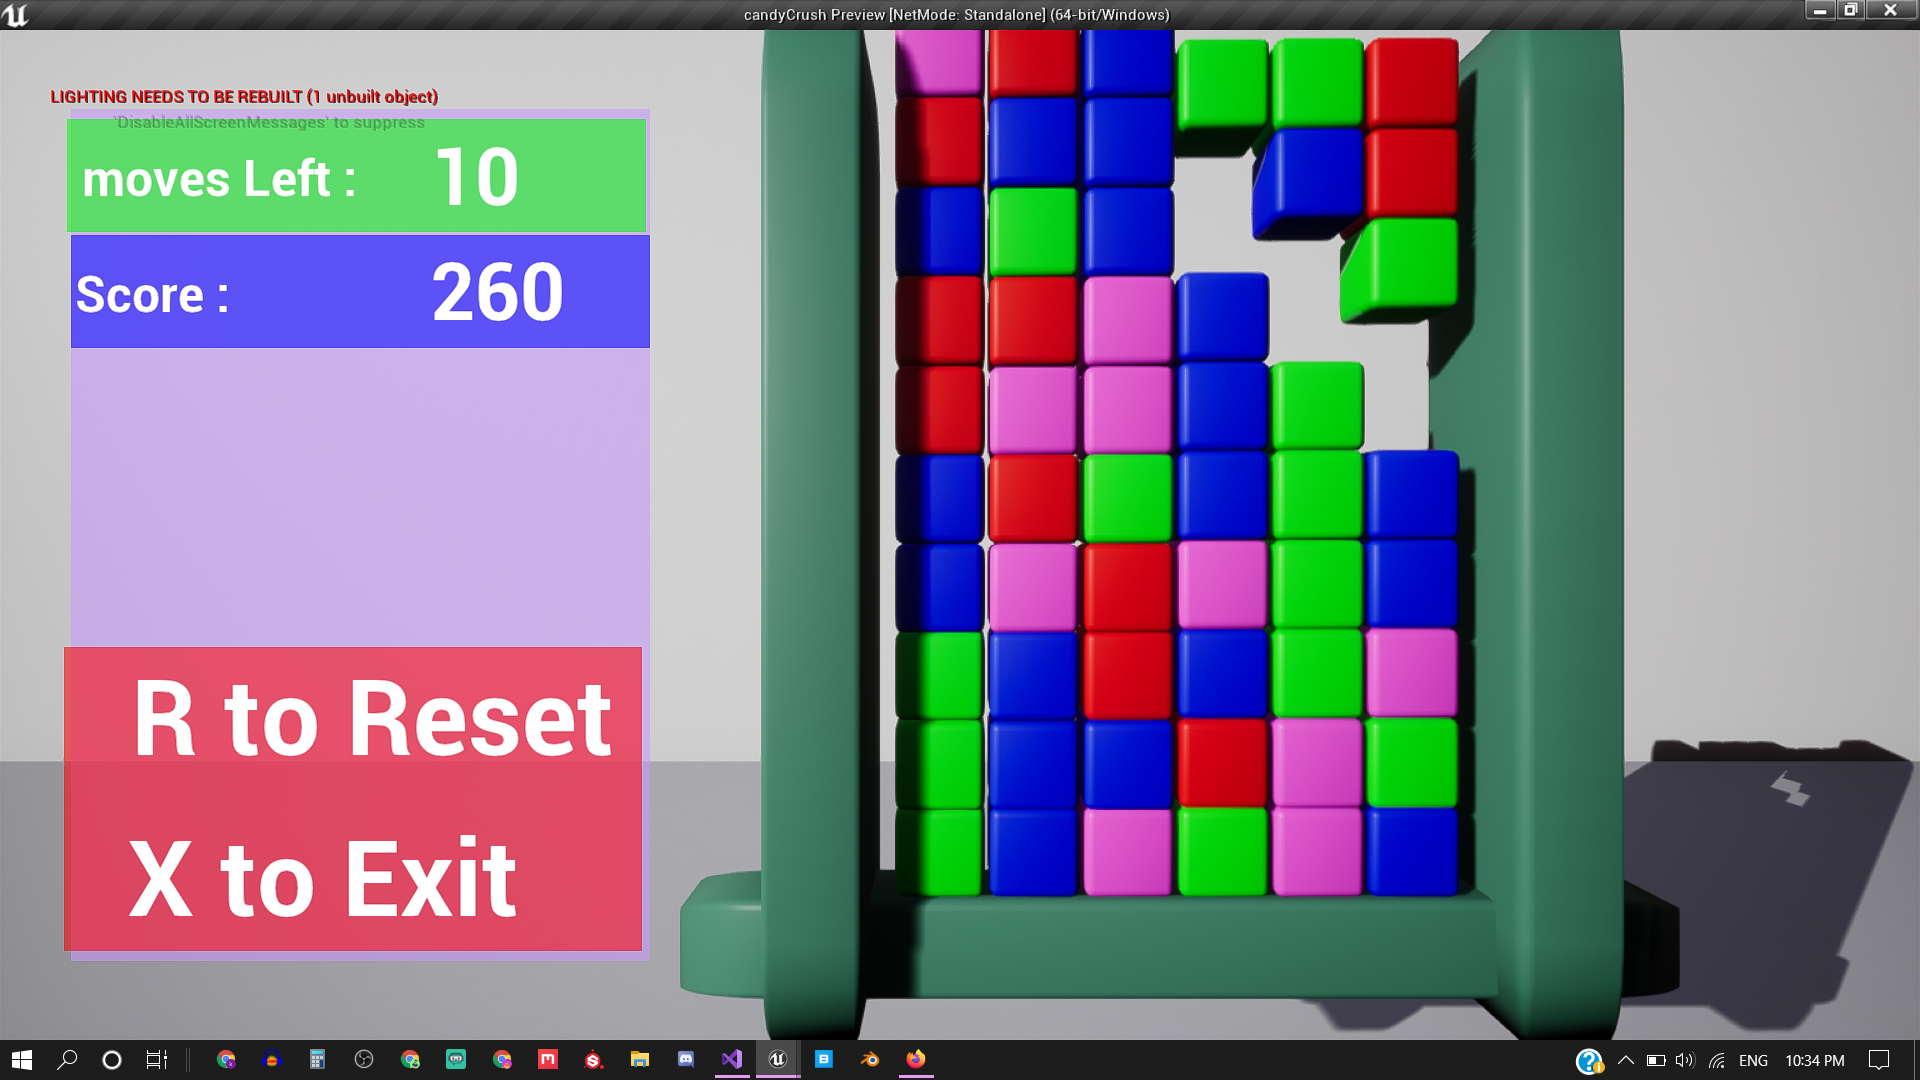 candyCrush Preview [NetMode: Standalone] (64-bit/Windows)
LIGHTING NEEDS TO BE REBUILT (1 unbuilt object)
'DisableAllScreenMessages' to suppress
moves Left : 10
Score : 260
R to Reset
X to Exit
ENG 10:34 PM